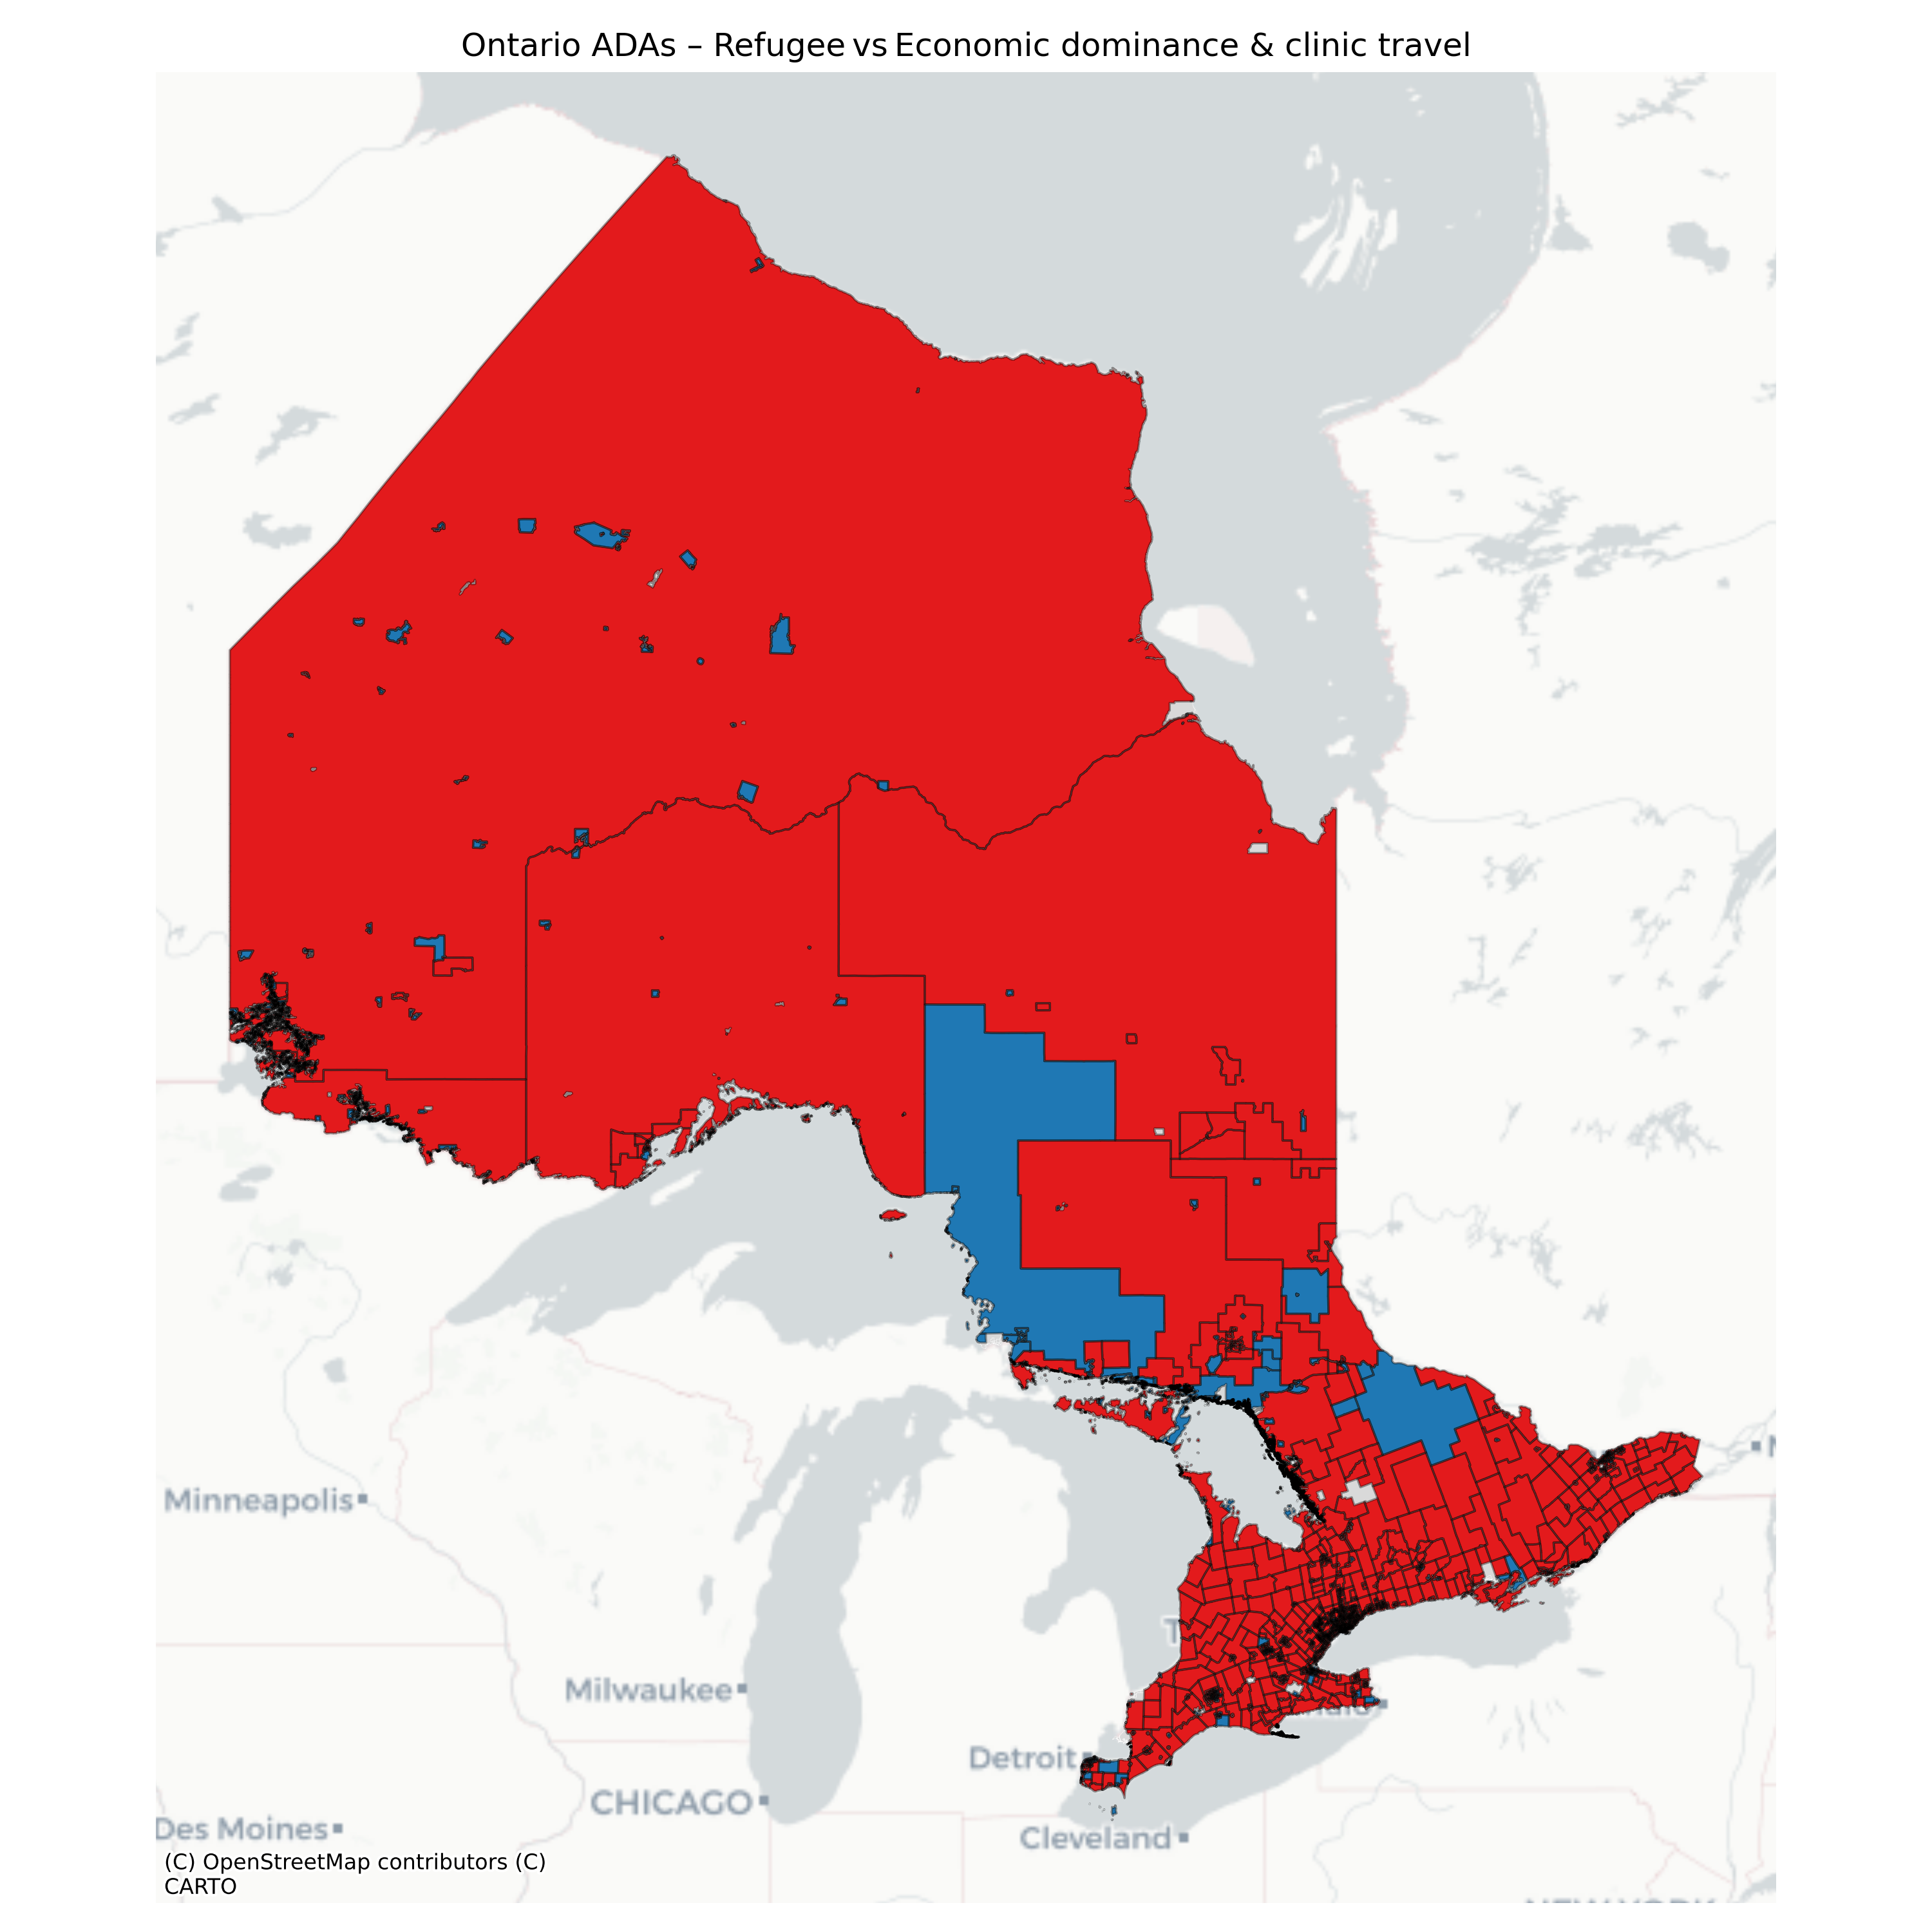 Ontario ADAs – Refugee vs Economic dominance & clinic travel
Minneapolis
Milwaukee
Detroit
CHICAGO
Des Moines
Cleveland
(C) OpenStreetMap contributors (C)
CARTO